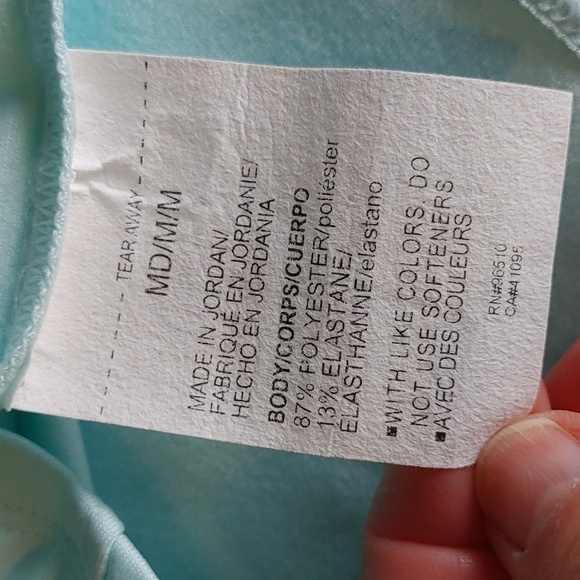 TEAR AWAY
MD/M/M
MADE IN JORDAN/
FABRIQUE EN JORDANIE/
HECHO EN JORDANIA
BODY/CORPS/CUERPO
87% POLYESTER/poliéster
13% ELASTANE/
ÉLASTHANNE/elastano
■WITH LIKE COLORS. DO
NOT USE SOFTENERS
■AVEC DES COULEURS
RN#96510
CA#41095